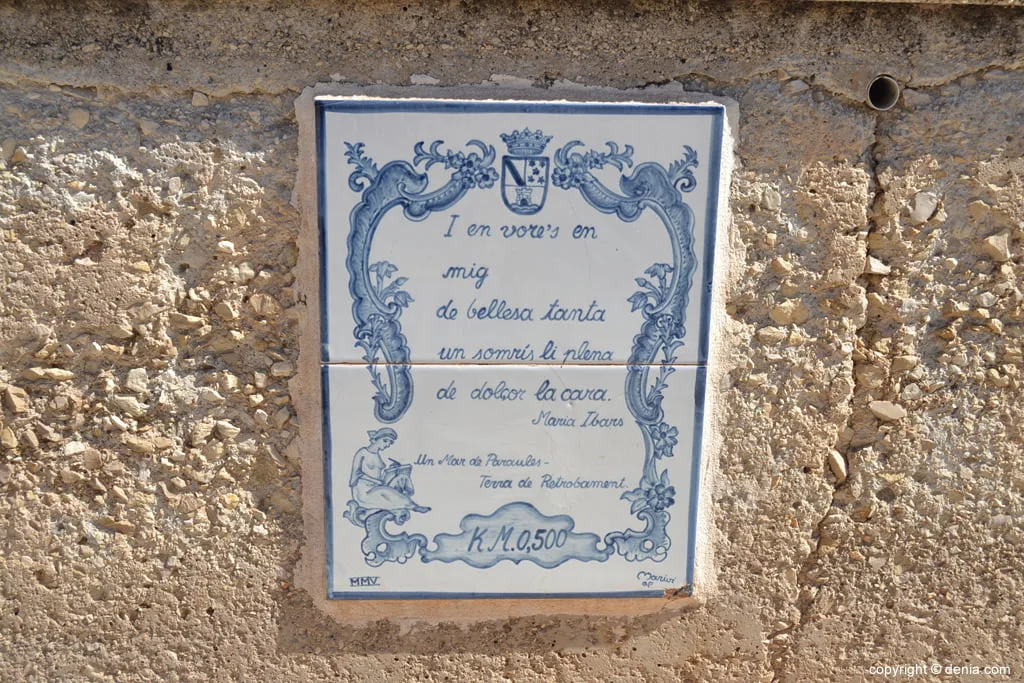 I en vore's en
mig
de bellesa tanta
un somrís li plena
de dolçor la cara.
Maria Ibars
Un Mar de Paraules -
Terra de Retrobament.
K.M.0,500
MMV.
copyright © denia.com